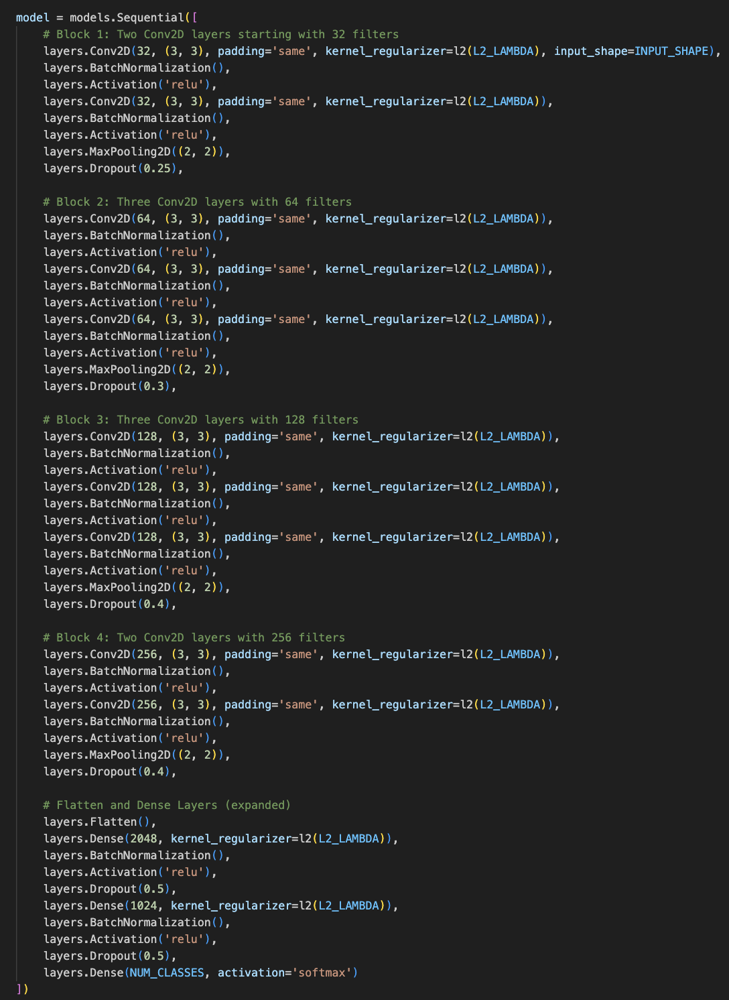 model = models.Sequential([
    # Block 1: Two Conv2D layers starting with 32 filters
    layers.Conv2D(32, (3, 3), padding='same', kernel_regularizer=l2(L2_LAMBDA), input_shape=INPUT_SHAPE),
    layers.BatchNormalization(),
    layers.Activation('relu'),
    layers.Conv2D(32, (3, 3), padding='same', kernel_regularizer=l2(L2_LAMBDA)),
    layers.BatchNormalization(),
    layers.Activation('relu'),
    layers.MaxPooling2D((2, 2)),
    layers.Dropout(0.25),

    # Block 2: Three Conv2D layers with 64 filters
    layers.Conv2D(64, (3, 3), padding='same', kernel_regularizer=l2(L2_LAMBDA)),
    layers.BatchNormalization(),
    layers.Activation('relu'),
    layers.Conv2D(64, (3, 3), padding='same', kernel_regularizer=l2(L2_LAMBDA)),
    layers.BatchNormalization(),
    layers.Activation('relu'),
    layers.Conv2D(64, (3, 3), padding='same', kernel_regularizer=l2(L2_LAMBDA)),
    layers.BatchNormalization(),
    layers.Activation('relu'),
    layers.MaxPooling2D((2, 2)),
    layers.Dropout(0.3),

    # Block 3: Three Conv2D layers with 128 filters
    layers.Conv2D(128, (3, 3), padding='same', kernel_regularizer=l2(L2_LAMBDA)),
    layers.BatchNormalization(),
    layers.Activation('relu'),
    layers.Conv2D(128, (3, 3), padding='same', kernel_regularizer=l2(L2_LAMBDA)),
    layers.BatchNormalization(),
    layers.Activation('relu'),
    layers.Conv2D(128, (3, 3), padding='same', kernel_regularizer=l2(L2_LAMBDA)),
    layers.BatchNormalization(),
    layers.Activation('relu'),
    layers.MaxPooling2D((2, 2)),
    layers.Dropout(0.4),

    # Block 4: Two Conv2D layers with 256 filters
    layers.Conv2D(256, (3, 3), padding='same', kernel_regularizer=l2(L2_LAMBDA)),
    layers.BatchNormalization(),
    layers.Activation('relu'),
    layers.Conv2D(256, (3, 3), padding='same', kernel_regularizer=l2(L2_LAMBDA)),
    layers.BatchNormalization(),
    layers.Activation('relu'),
    layers.MaxPooling2D((2, 2)),
    layers.Dropout(0.4),

    # Flatten and Dense Layers (expanded)
    layers.Flatten(),
    layers.Dense(2048, kernel_regularizer=l2(L2_LAMBDA)),
    layers.BatchNormalization(),
    layers.Activation('relu'),
    layers.Dropout(0.5),
    layers.Dense(1024, kernel_regularizer=l2(L2_LAMBDA)),
    layers.BatchNormalization(),
    layers.Activation('relu'),
    layers.Dropout(0.5),
    layers.Dense(NUM_CLASSES, activation='softmax')
])